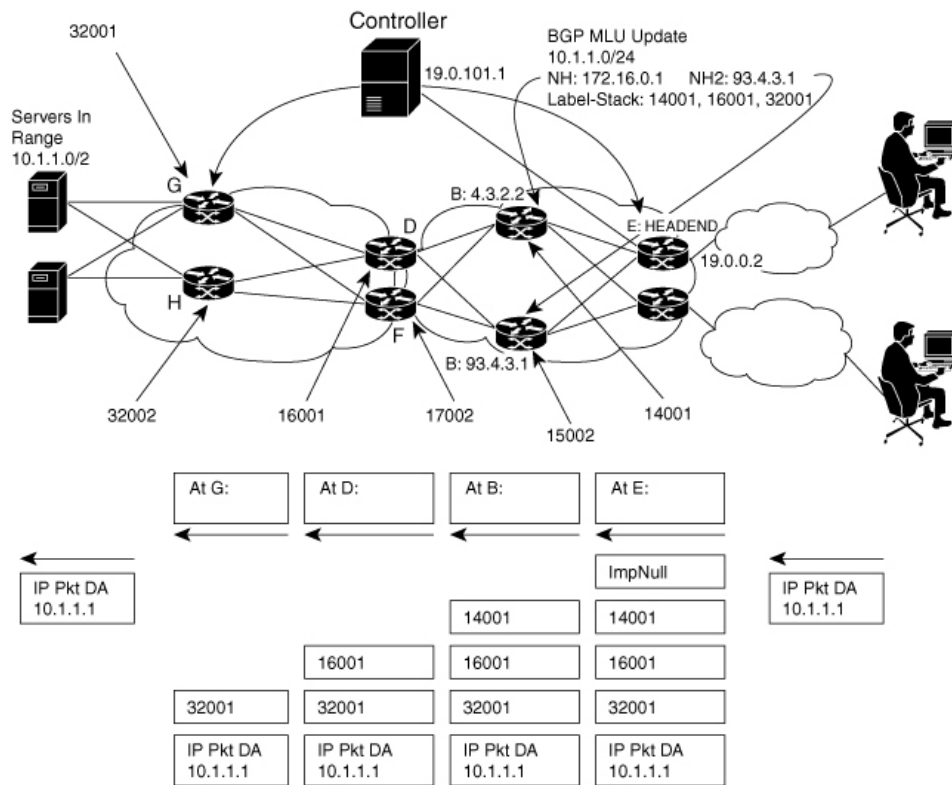 Controller
32001
BGP MLU Update
10.1.1.0/24
NH: 172.16.0.1 NH2: 93.4.3.1
Label-Stack: 14001, 16001, 32001
19.0.101.1
Servers In
Range
10.1.1.0/2
G
B: 4.3.2.2
D
E: HEADEND
19.0.0.2
H
F
B: 93.4.3.1
32002
16001
17002
15002
14001
At G:
At D:
At B:
At E:
ImpNull
14001
14001
16001
16001
16001
32001
32001
32001
32001
IP Pkt DA
10.1.1.1
IP Pkt DA
10.1.1.1
IP Pkt DA
10.1.1.1
IP Pkt DA
10.1.1.1
IP Pkt DA
10.1.1.1
IP Pkt DA
10.1.1.1